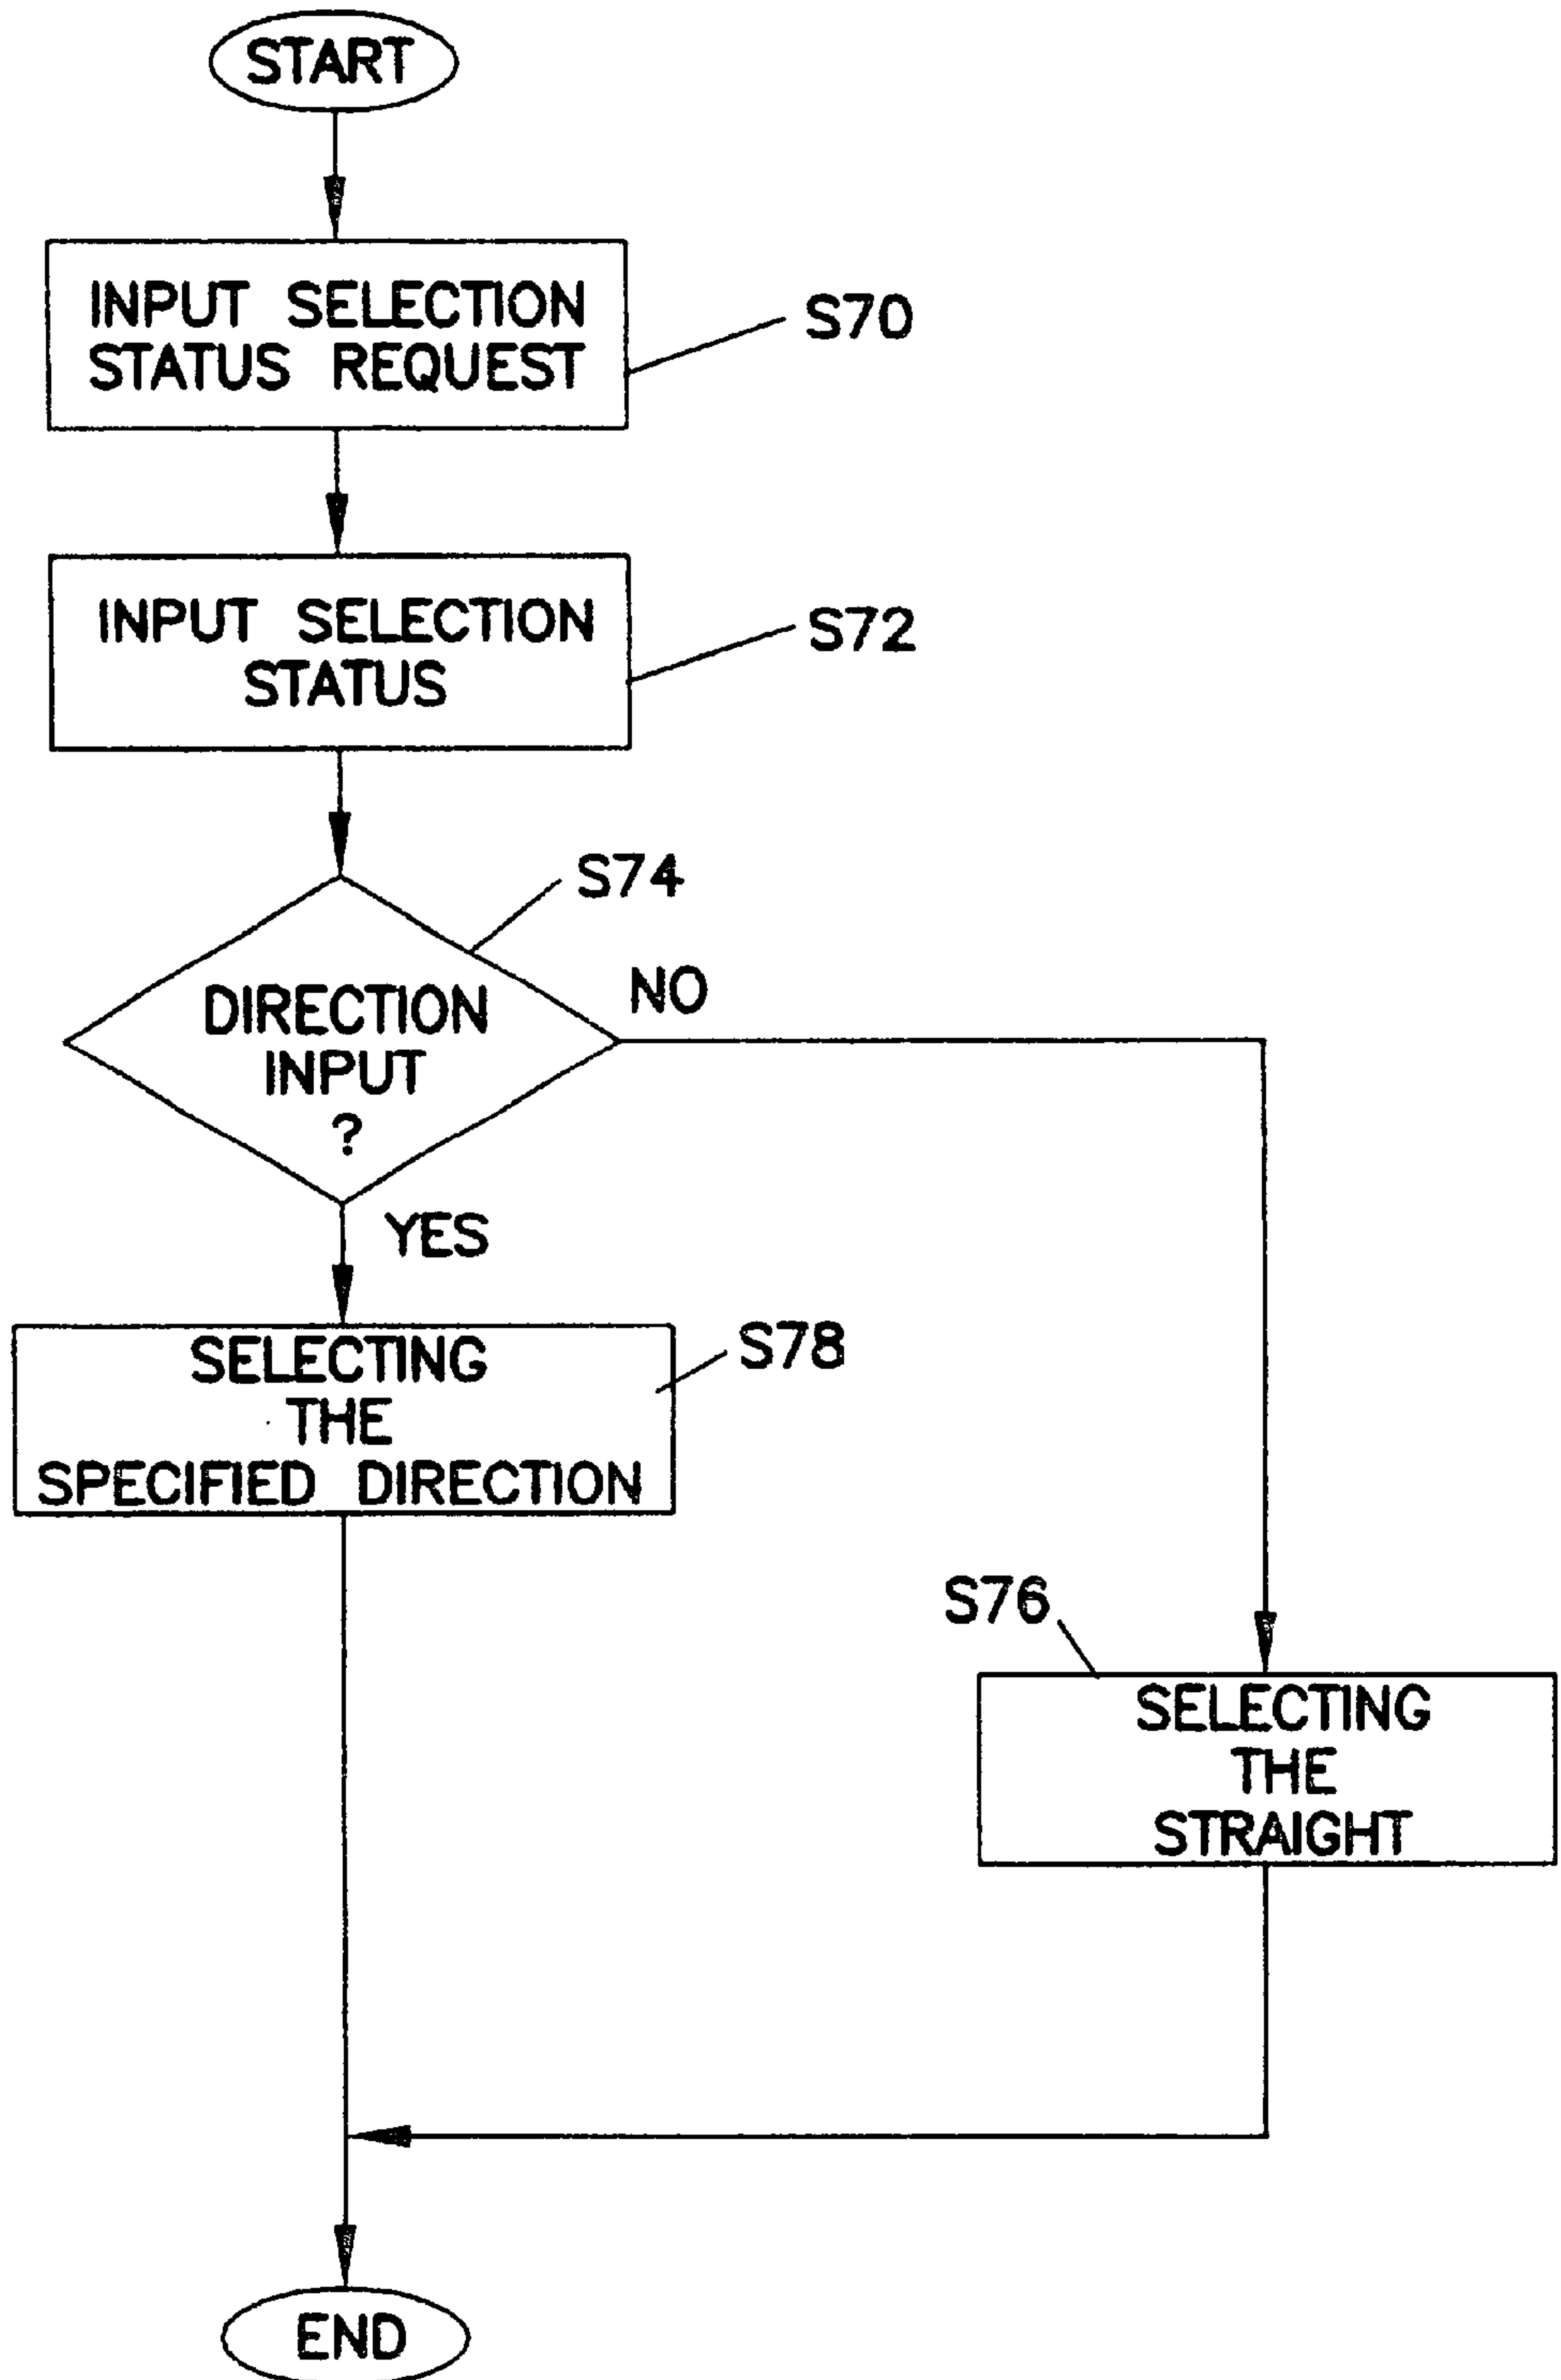 START
INPUT SELECTION
STATUS REQUEST
S70
INPUT SELECTION
STATUS
S72
S74
DIRECTION
INPUT
?
NO
YES
SELECTING
THE
SPECIFIED DIRECTION
S78
S76
SELECTING
THE
STRAIGHT
END